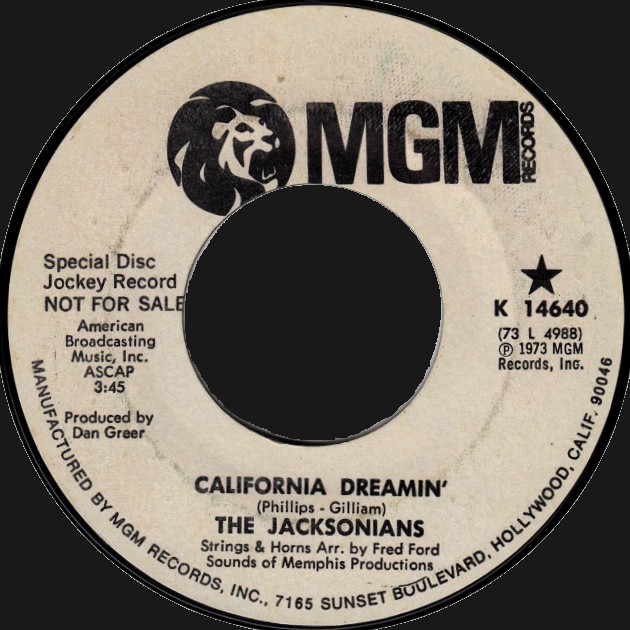 MGM RECORDS
Special Disc
Jockey Record
NOT FOR SALE
American
Broadcasting
Music, Inc.
ASCAP
3:45
Produced by
Dan Greer
★
K 14640
(73 L 4988)
℗ 1973 MGM
Records, Inc.
CALIFORNIA DREAMIN'
(Phillips - Gilliam)
THE JACKSONIANS
Strings & Horns Arr. by Fred Ford
Sounds of Memphis Productions
MANUFACTURED BY MGM RECORDS, INC., 7165 SUNSET BOULEVARD, HOLLYWOOD, CALIF. 90046